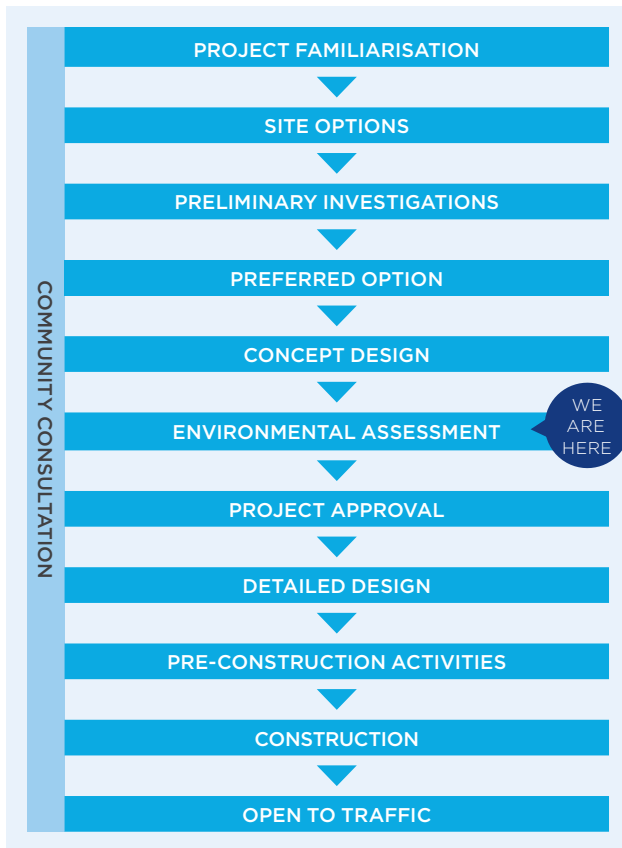 COMMUNITY CONSULTATION
PROJECT FAMILIARISATION
SITE OPTIONS
PRELIMINARY INVESTIGATIONS
PREFERRED OPTION
CONCEPT DESIGN
ENVIRONMENTAL ASSESSMENT
WE
ARE
HERE
PROJECT APPROVAL
DETAILED DESIGN
PRE-CONSTRUCTION ACTIVITIES
CONSTRUCTION
OPEN TO TRAFFIC